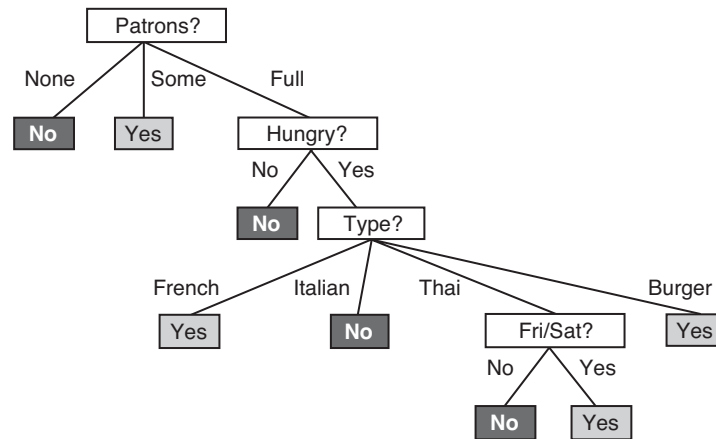 Patrons?
None Some Full
No Yes Hungry?
No Yes
No Type?
French Italian Thai Burger
Yes No Fri/Sat? Yes
No Yes
No Yes